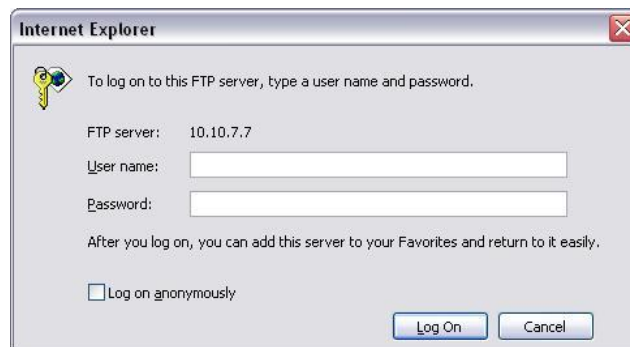 Internet Explorer
To log on to this FTP server, type a user name and password.
FTP server: 10.10.7.7
User name:
Password:
After you log on, you can add this server to your Favorites and return to it easily.
Log on anonymously
Log On Cancel